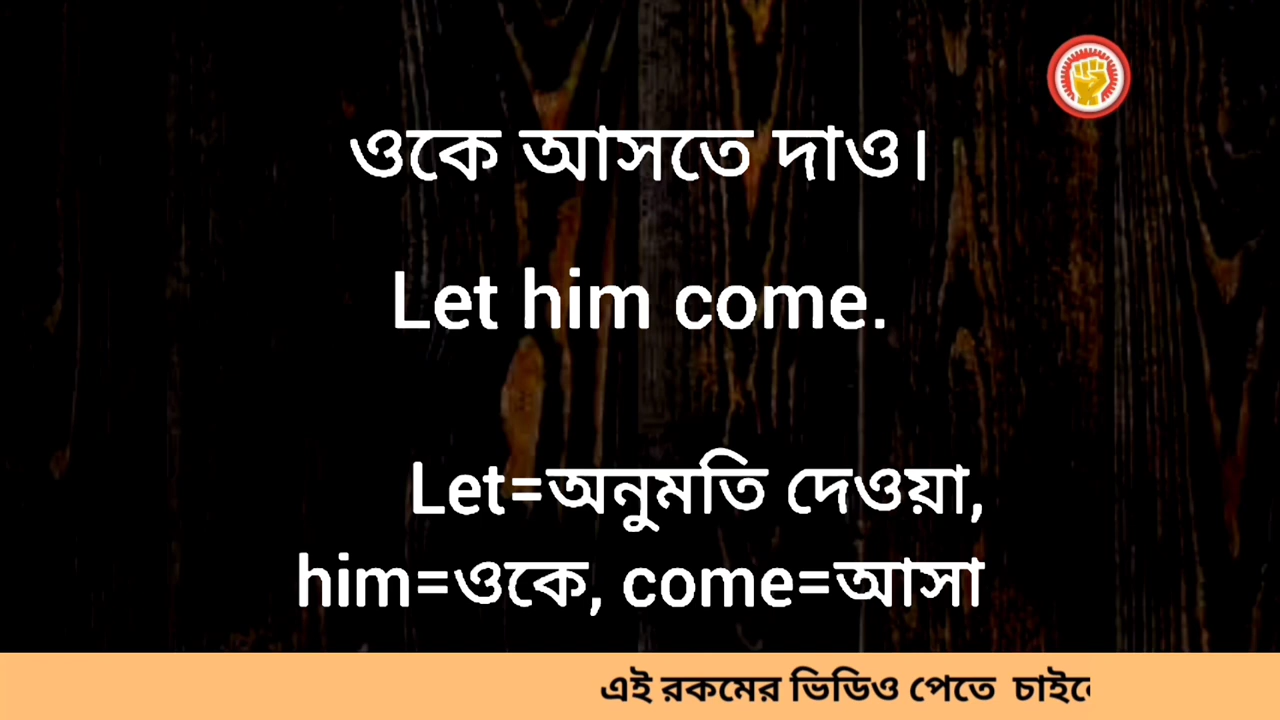 ওকে আসতে দাও।
Let him come.
Let=অনুমতি দেওয়া,
him=ওকে, come=আসা
এই রকমের ভিডিও পেতে